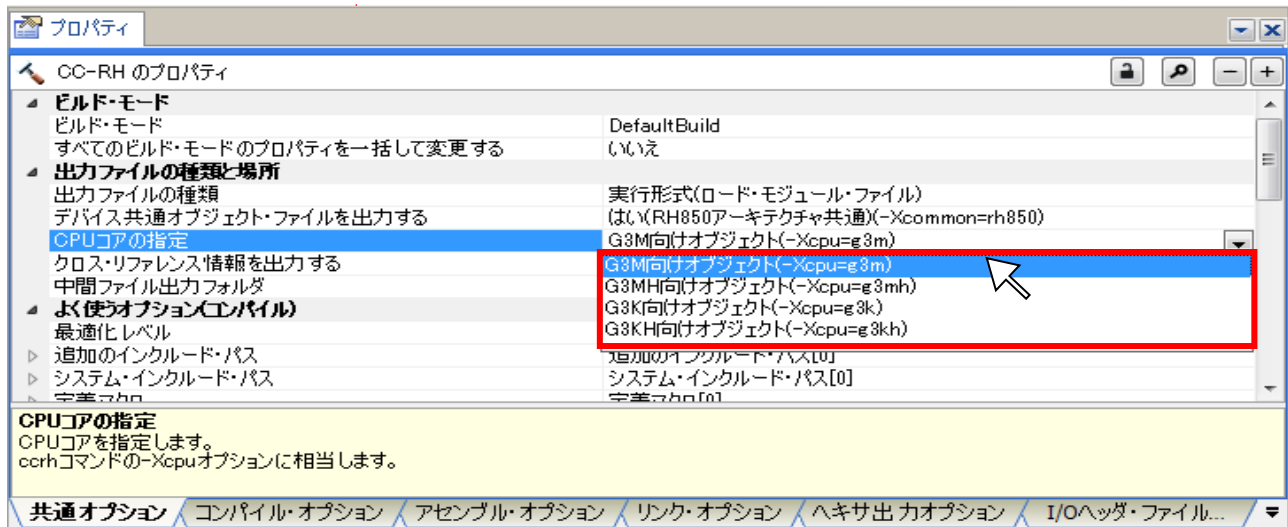 プロパティ
CC-RH のプロパティ
ビルド・モード
ビルド・モード DefaultBuild
すべてのビルド・モードのプロパティを一括して変更する いいえ
出力ファイルの種類と場所
出力ファイルの種類 実行形式(ロード・モジュール・ファイル)
デバイス共通オブジェクト・ファイルを出力する はい(RH850アーキテクチャ共通)(-Xcommon=rh850)
CPUコアの指定 G3M向けオブジェクト(-Xcpu=g3m)
クロス・リファレンス情報を出力する G3M向けオブジェクト(-Xcpu=g3m)
中間ファイル出力フォルダ G3MH向けオブジェクト(-Xcpu=g3mh)
よく使うオプション(コンパイル) G3K向けオブジェクト(-Xcpu=g3k)
最適化レベル G3KH向けオブジェクト(-Xcpu=g3kh)
追加のインクルード・パス 追加のインクルード・パス[0]
システム・インクルード・パス システム・インクルード・パス[0]
定義マクロ 定義マクロ[0]
CPUコアの指定
CPUコアを指定します。
ccrhコマンドの-Xcpuオプションに相当します。
共通オプション コンパイル・オプション アセンブル・オプション リンク・オプション ヘキサ出力オプション I/Oヘッダ・ファイル...